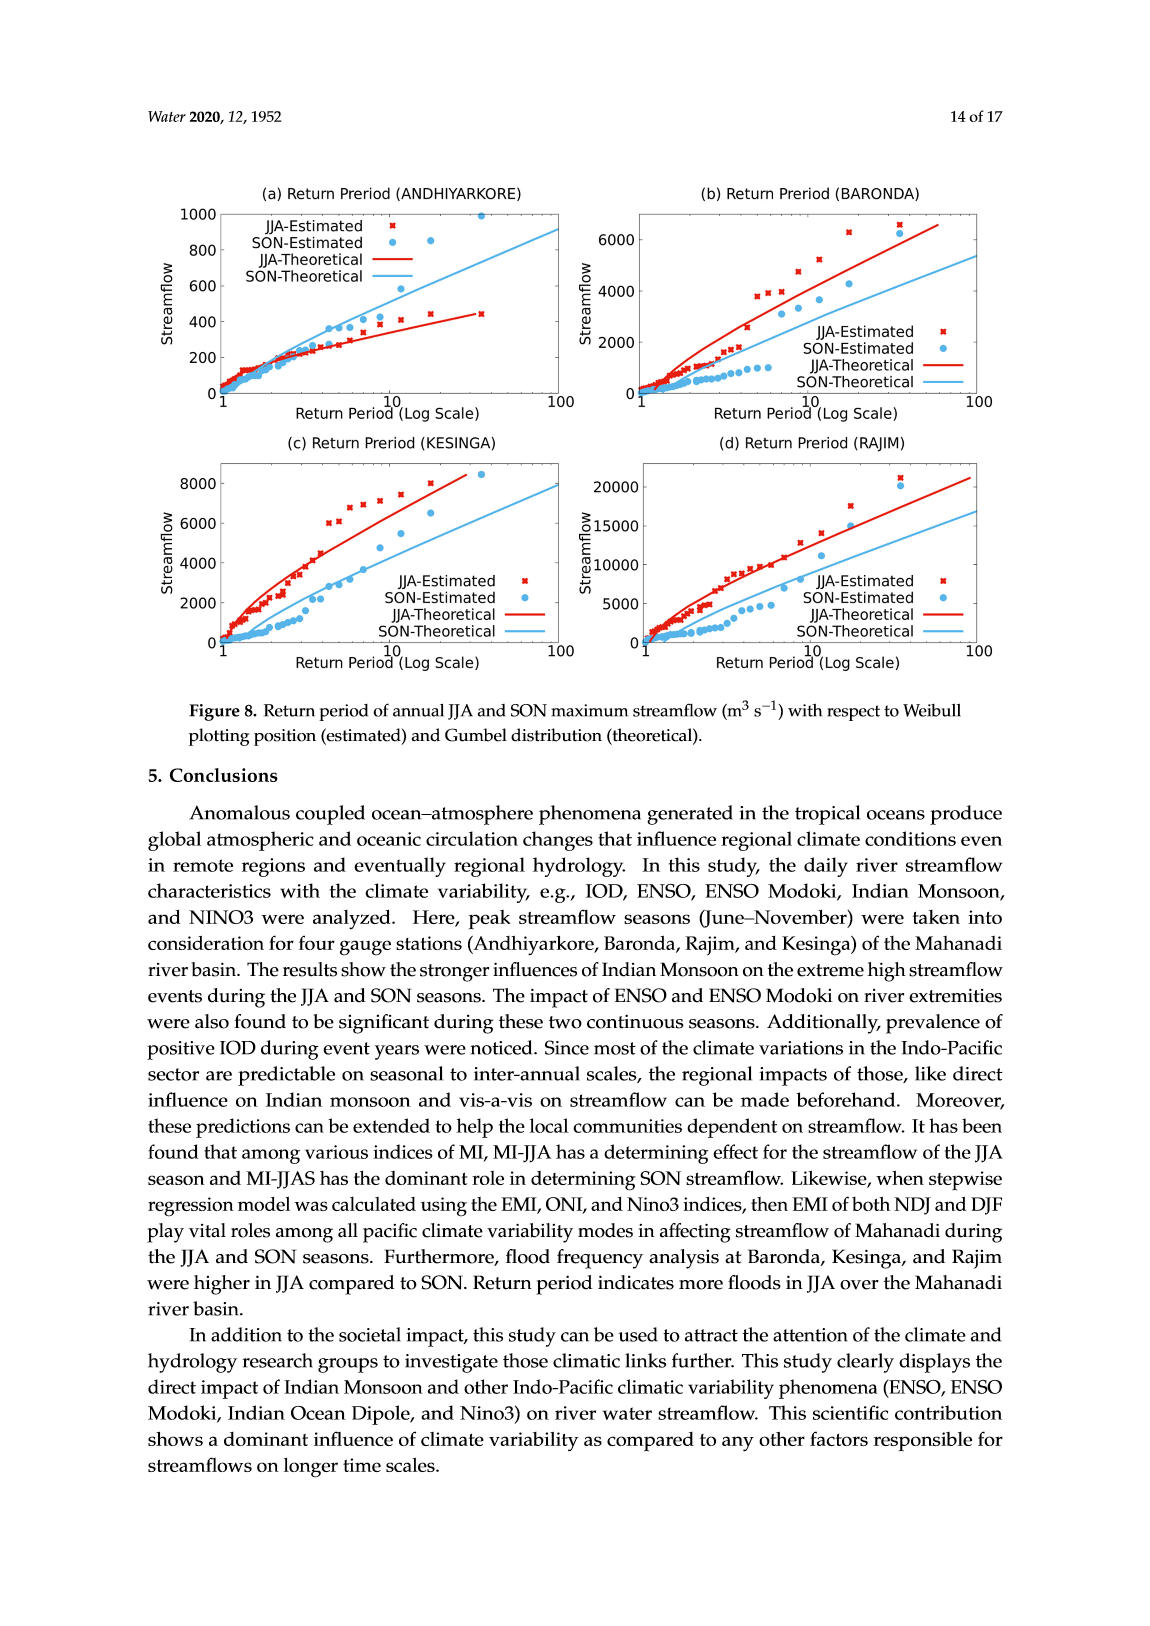 Water 2020, 12, 1952
14 of 17
(a) Return Preriod (ANDHIYARKORE)
1000
800
600
400
200
0
Streamflow
JJA-Estimated
SON-Estimated
JJA-Theoretical
SON-Theoretical
1
10
100
Return Period (Log Scale)
(b) Return Preriod (BARONDA)
6000
4000
2000
0
Streamflow
JJA-Estimated
SON-Estimated
JJA-Theoretical
SON-Theoretical
1
10
100
Return Period (Log Scale)
(c) Return Preriod (KESINGA)
8000
6000
4000
2000
0
Streamflow
JJA-Estimated
SON-Estimated
JJA-Theoretical
SON-Theoretical
1
10
100
Return Period (Log Scale)
(d) Return Preriod (RAJIM)
20000
15000
10000
5000
0
Streamflow
JJA-Estimated
SON-Estimated
JJA-Theoretical
SON-Theoretical
1
10
100
Return Period (Log Scale)
Figure 8. Return period of annual JJA and SON maximum streamflow (m³ s⁻¹) with respect to Weibull
plotting position (estimated) and Gumbel distribution (theoretical).
5. Conclusions
Anomalous coupled ocean–atmosphere phenomena generated in the tropical oceans produce
global atmospheric and oceanic circulation changes that influence regional climate conditions even
in remote regions and eventually regional hydrology. In this study, the daily river streamflow
characteristics with the climate variability, e.g., IOD, ENSO, ENSO Modoki, Indian Monsoon,
and NINO3 were analyzed. Here, peak streamflow seasons (June–November) were taken into
consideration for four gauge stations (Andhiyarkore, Baronda, Rajim, and Kesinga) of the Mahanadi
river basin. The results show the stronger influences of Indian Monsoon on the extreme high streamflow
events during the JJA and SON seasons. The impact of ENSO and ENSO Modoki on river extremities
were also found to be significant during these two continuous seasons. Additionally, prevalence of
positive IOD during event years were noticed. Since most of the climate variations in the Indo-Pacific
sector are predictable on seasonal to inter-annual scales, the regional impacts of those, like direct
influence on Indian monsoon and vis-a-vis on streamflow can be made beforehand. Moreover,
these predictions can be extended to help the local communities dependent on streamflow. It has been
found that among various indices of MI, MI-JJA has a determining effect for the streamflow of the JJA
season and MI-JJAS has the dominant role in determining SON streamflow. Likewise, when stepwise
regression model was calculated using the EMI, ONI, and Nino3 indices, then EMI of both NDJ and DJF
play vital roles among all pacific climate variability modes in affecting streamflow of Mahanadi during
the JJA and SON seasons. Furthermore, flood frequency analysis at Baronda, Kesinga, and Rajim
were higher in JJA compared to SON. Return period indicates more floods in JJA over the Mahanadi
river basin.
In addition to the societal impact, this study can be used to attract the attention of the climate and
hydrology research groups to investigate those climatic links further. This study clearly displays the
direct impact of Indian Monsoon and other Indo-Pacific climatic variability phenomena (ENSO, ENSO
Modoki, Indian Ocean Dipole, and Nino3) on river water streamflow. This scientific contribution
shows a dominant influence of climate variability as compared to any other factors responsible for
streamflows on longer time scales.